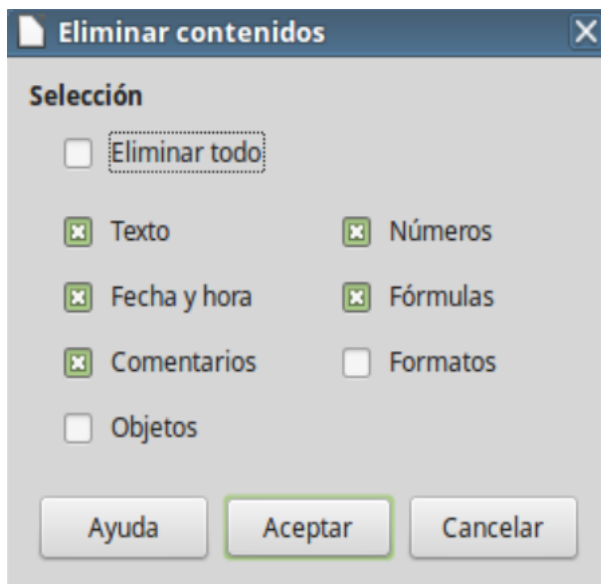 Eliminar contenidos
Selección
Eliminar todo
Texto Números
Fecha y hora Fórmulas
Comentarios Formatos
Objetos
Ayuda Aceptar Cancelar